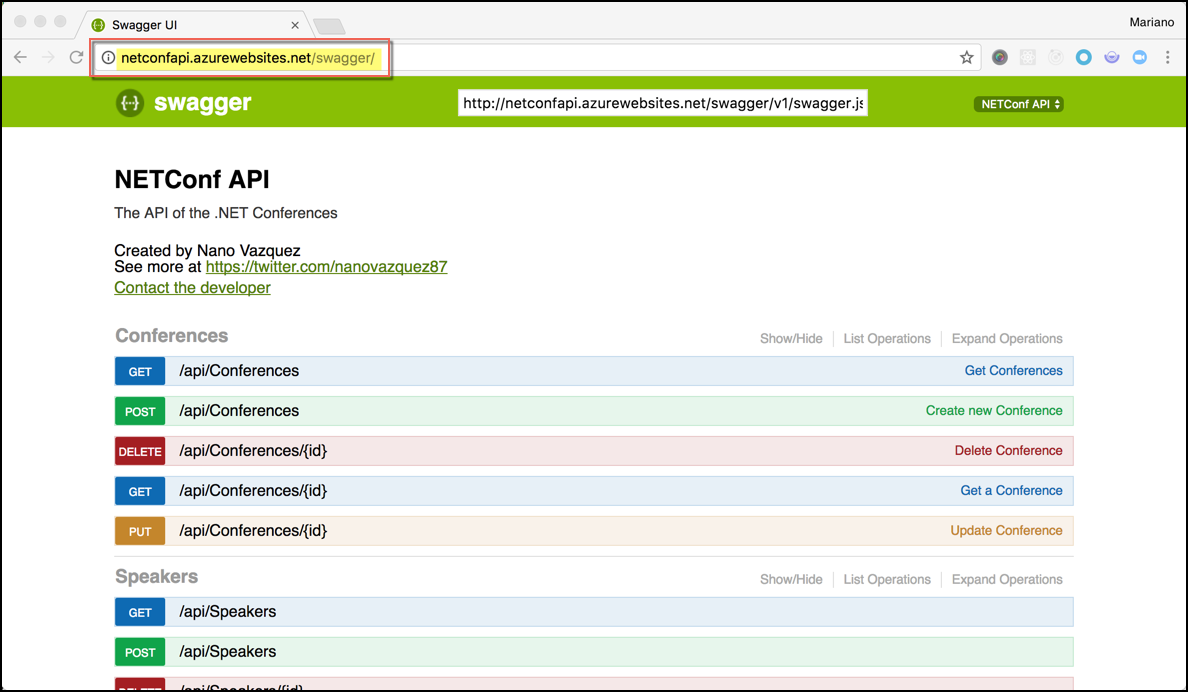 Swagger UI
Mariano
netconfapi.azurewebsites.net/swagger/
{··} swagger
http://netconfapi.azurewebsites.net/swagger/v1/swagger.js
NETConf API
NETConf API
The API of the .NET Conferences
Created by Nano Vazquez
See more at https://twitter.com/nanovazquez87
Contact the developer
Conferences
Show/Hide
List Operations
Expand Operations
GET /api/Conferences Get Conferences
POST /api/Conferences Create new Conference
DELETE /api/Conferences/{id} Delete Conference
GET /api/Conferences/{id} Get a Conference
PUT /api/Conferences/{id} Update Conference
Speakers
Show/Hide
List Operations
Expand Operations
GET /api/Speakers
POST /api/Speakers
DELETE /api/Speakers/{id}